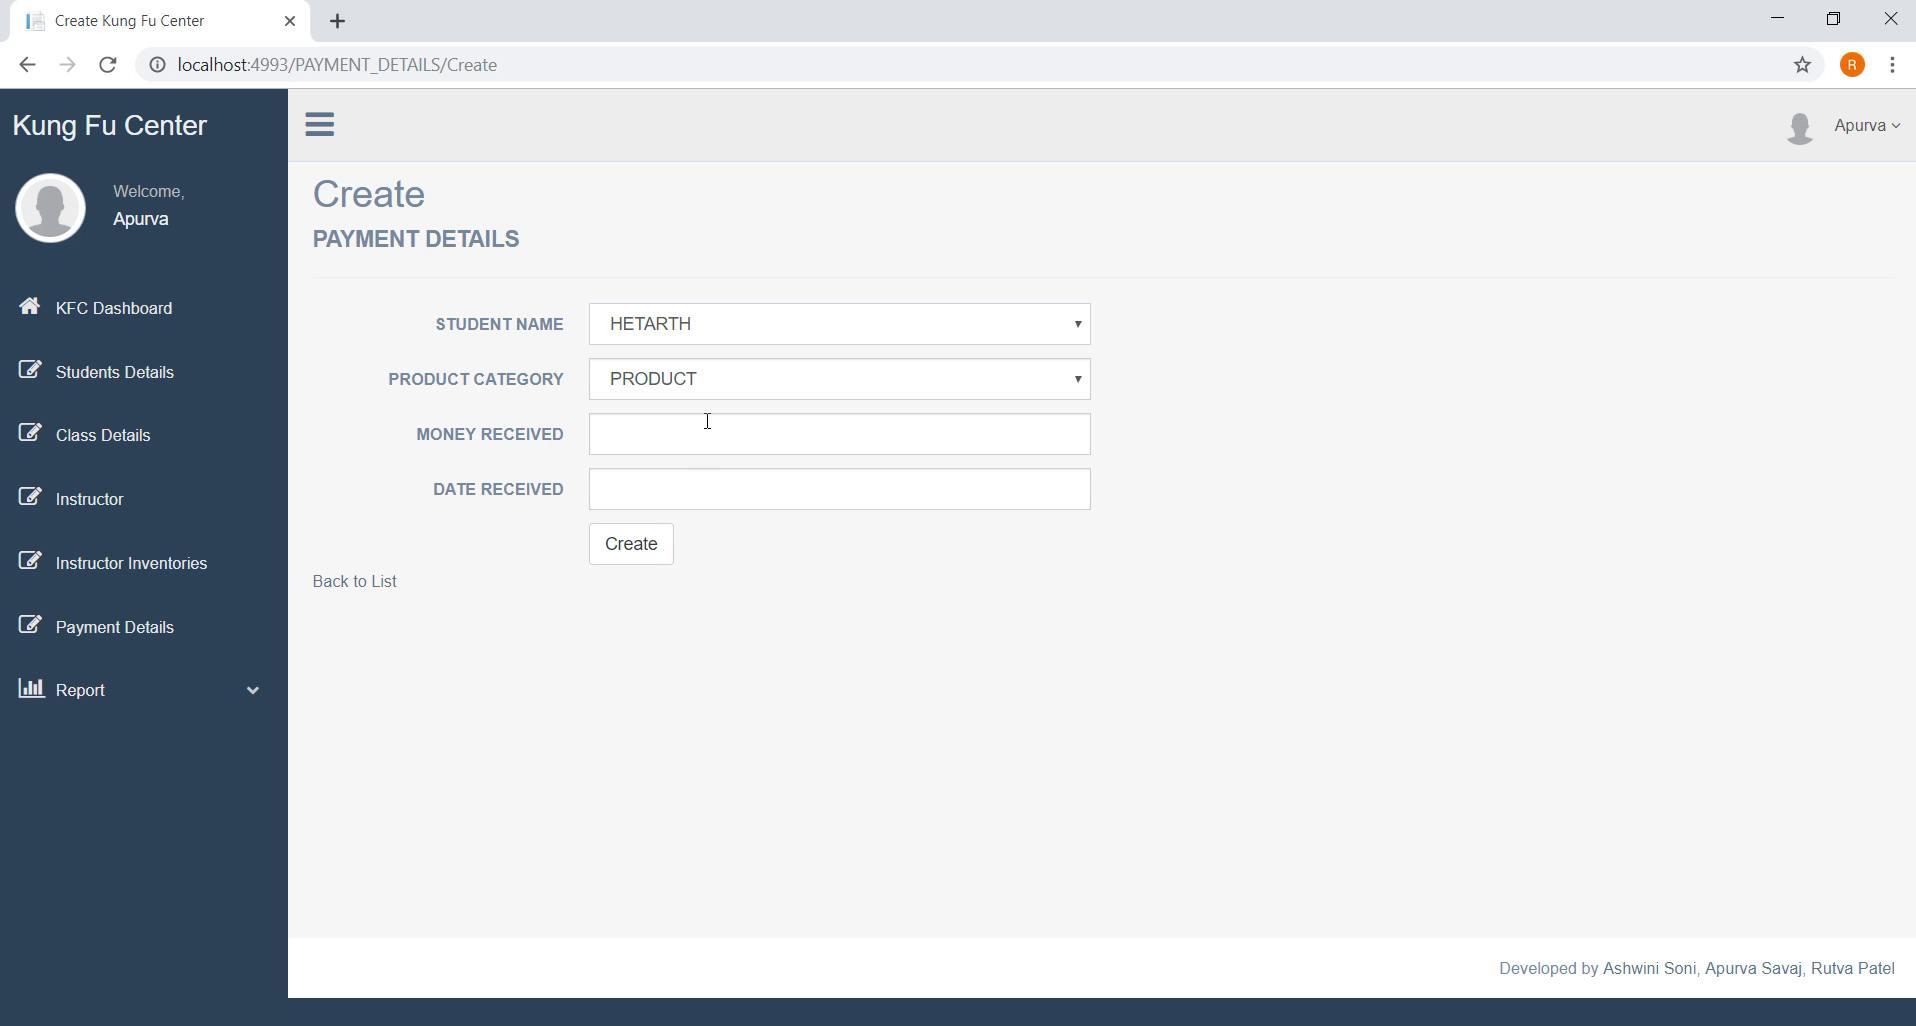 Create Kung Fu Center
localhost:4993/PAYMENT_DETAILS/Create
R
Kung Fu Center
Apurva
Welcome,
Apurva
KFC Dashboard
Students Details
Class Details
Instructor
Instructor Inventories
Payment Details
Report
Create
PAYMENT DETAILS
STUDENT NAME HETARTH
PRODUCT CATEGORY PRODUCT
MONEY RECEIVED
DATE RECEIVED
Create
Back to List
Developed by Ashwini Soni, Apurva Savaj, Rutva Patel